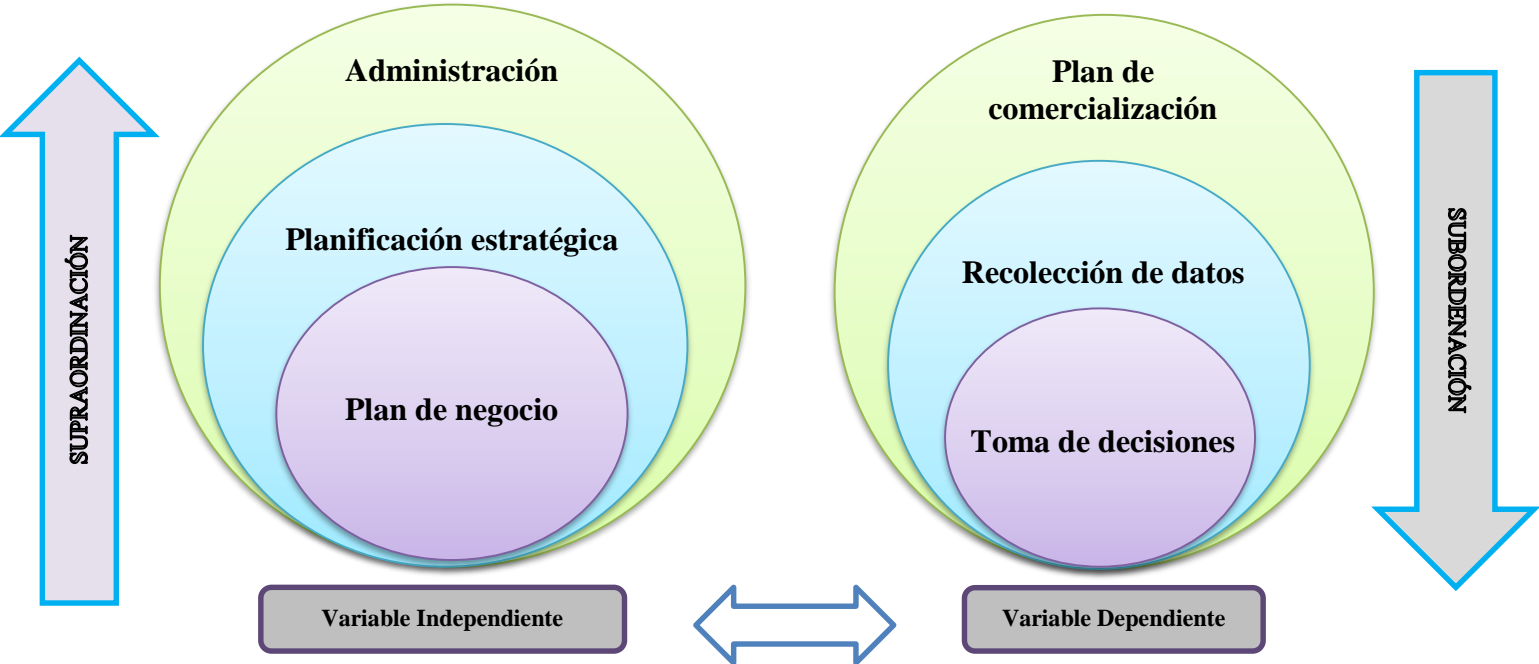 Administración
Planificación estratégica
Plan de negocio
Plan de
comercialización
Recolección de datos
Toma de decisiones
SUPRAORDINACIÓN
SUBORDENACIÓN
Variable Independiente
Variable Dependiente